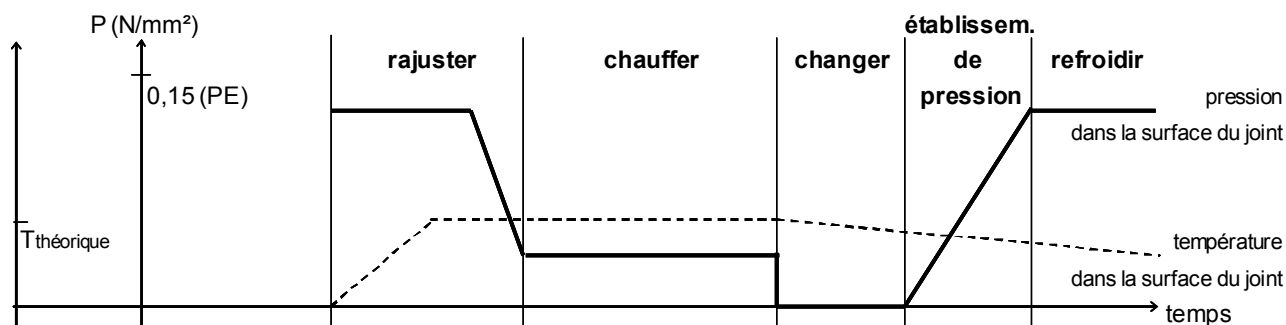 P (N/mm²)
0,15 (PE)
Tthéorique
rajuster
chauffer
changer
établissem.
de
pression
refroidir
pression
dans la surface du joint
température
dans la surface du joint
temps